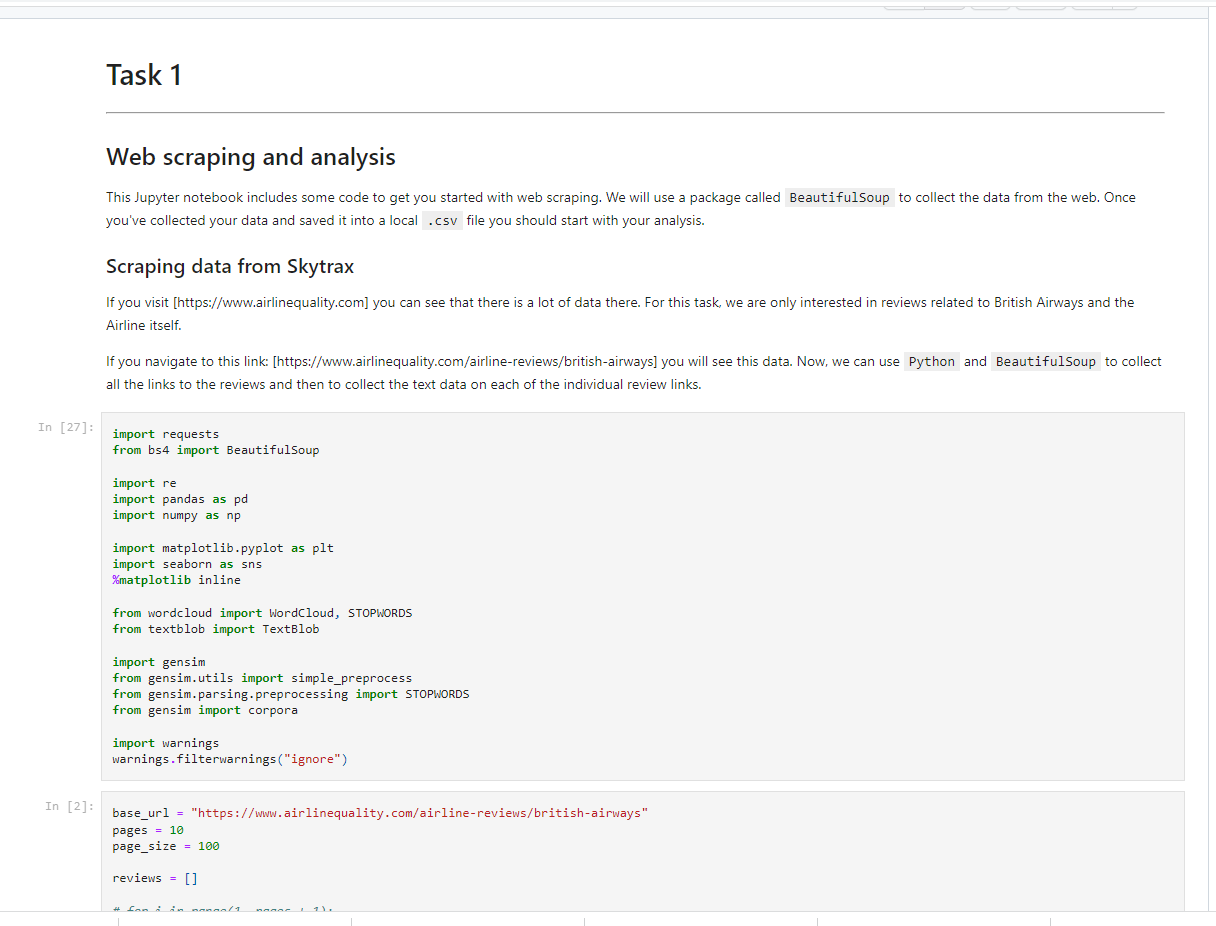 Task 1
Web scraping and analysis
This Jupyter notebook includes some code to get you started with web scraping. We will use a package called BeautifulSoup to collect the data from the web. Once
you've collected your data and saved it into a local .csv file you should start with your analysis.
Scraping data from Skytrax
If you visit [https://www.airlinequality.com] you can see that there is a lot of data there. For this task, we are only interested in reviews related to British Airways and the
Airline itself.
If you navigate to this link: [https://www.airlinequality.com/airline-reviews/british-airways] you will see this data. Now, we can use Python and BeautifulSoup to collect
all the links to the reviews and then to collect the text data on each of the individual review links.
In [27]:
import requests
from bs4 import BeautifulSoup
import re
import pandas as pd
import numpy as np
import matplotlib.pyplot as plt
import seaborn as sns
%matplotlib inline
from wordcloud import WordCloud, STOPWORDS
from textblob import TextBlob
import gensim
from gensim.utils import simple_preprocess
from gensim.parsing.preprocessing import STOPWORDS
from gensim import corpora
import warnings
warnings.filterwarnings("ignore")
In [2]:
base_url = "https://www.airlinequality.com/airline-reviews/british-airways"
pages = 10
page_size = 100
reviews = []
# for i in range(1, pages + 1):